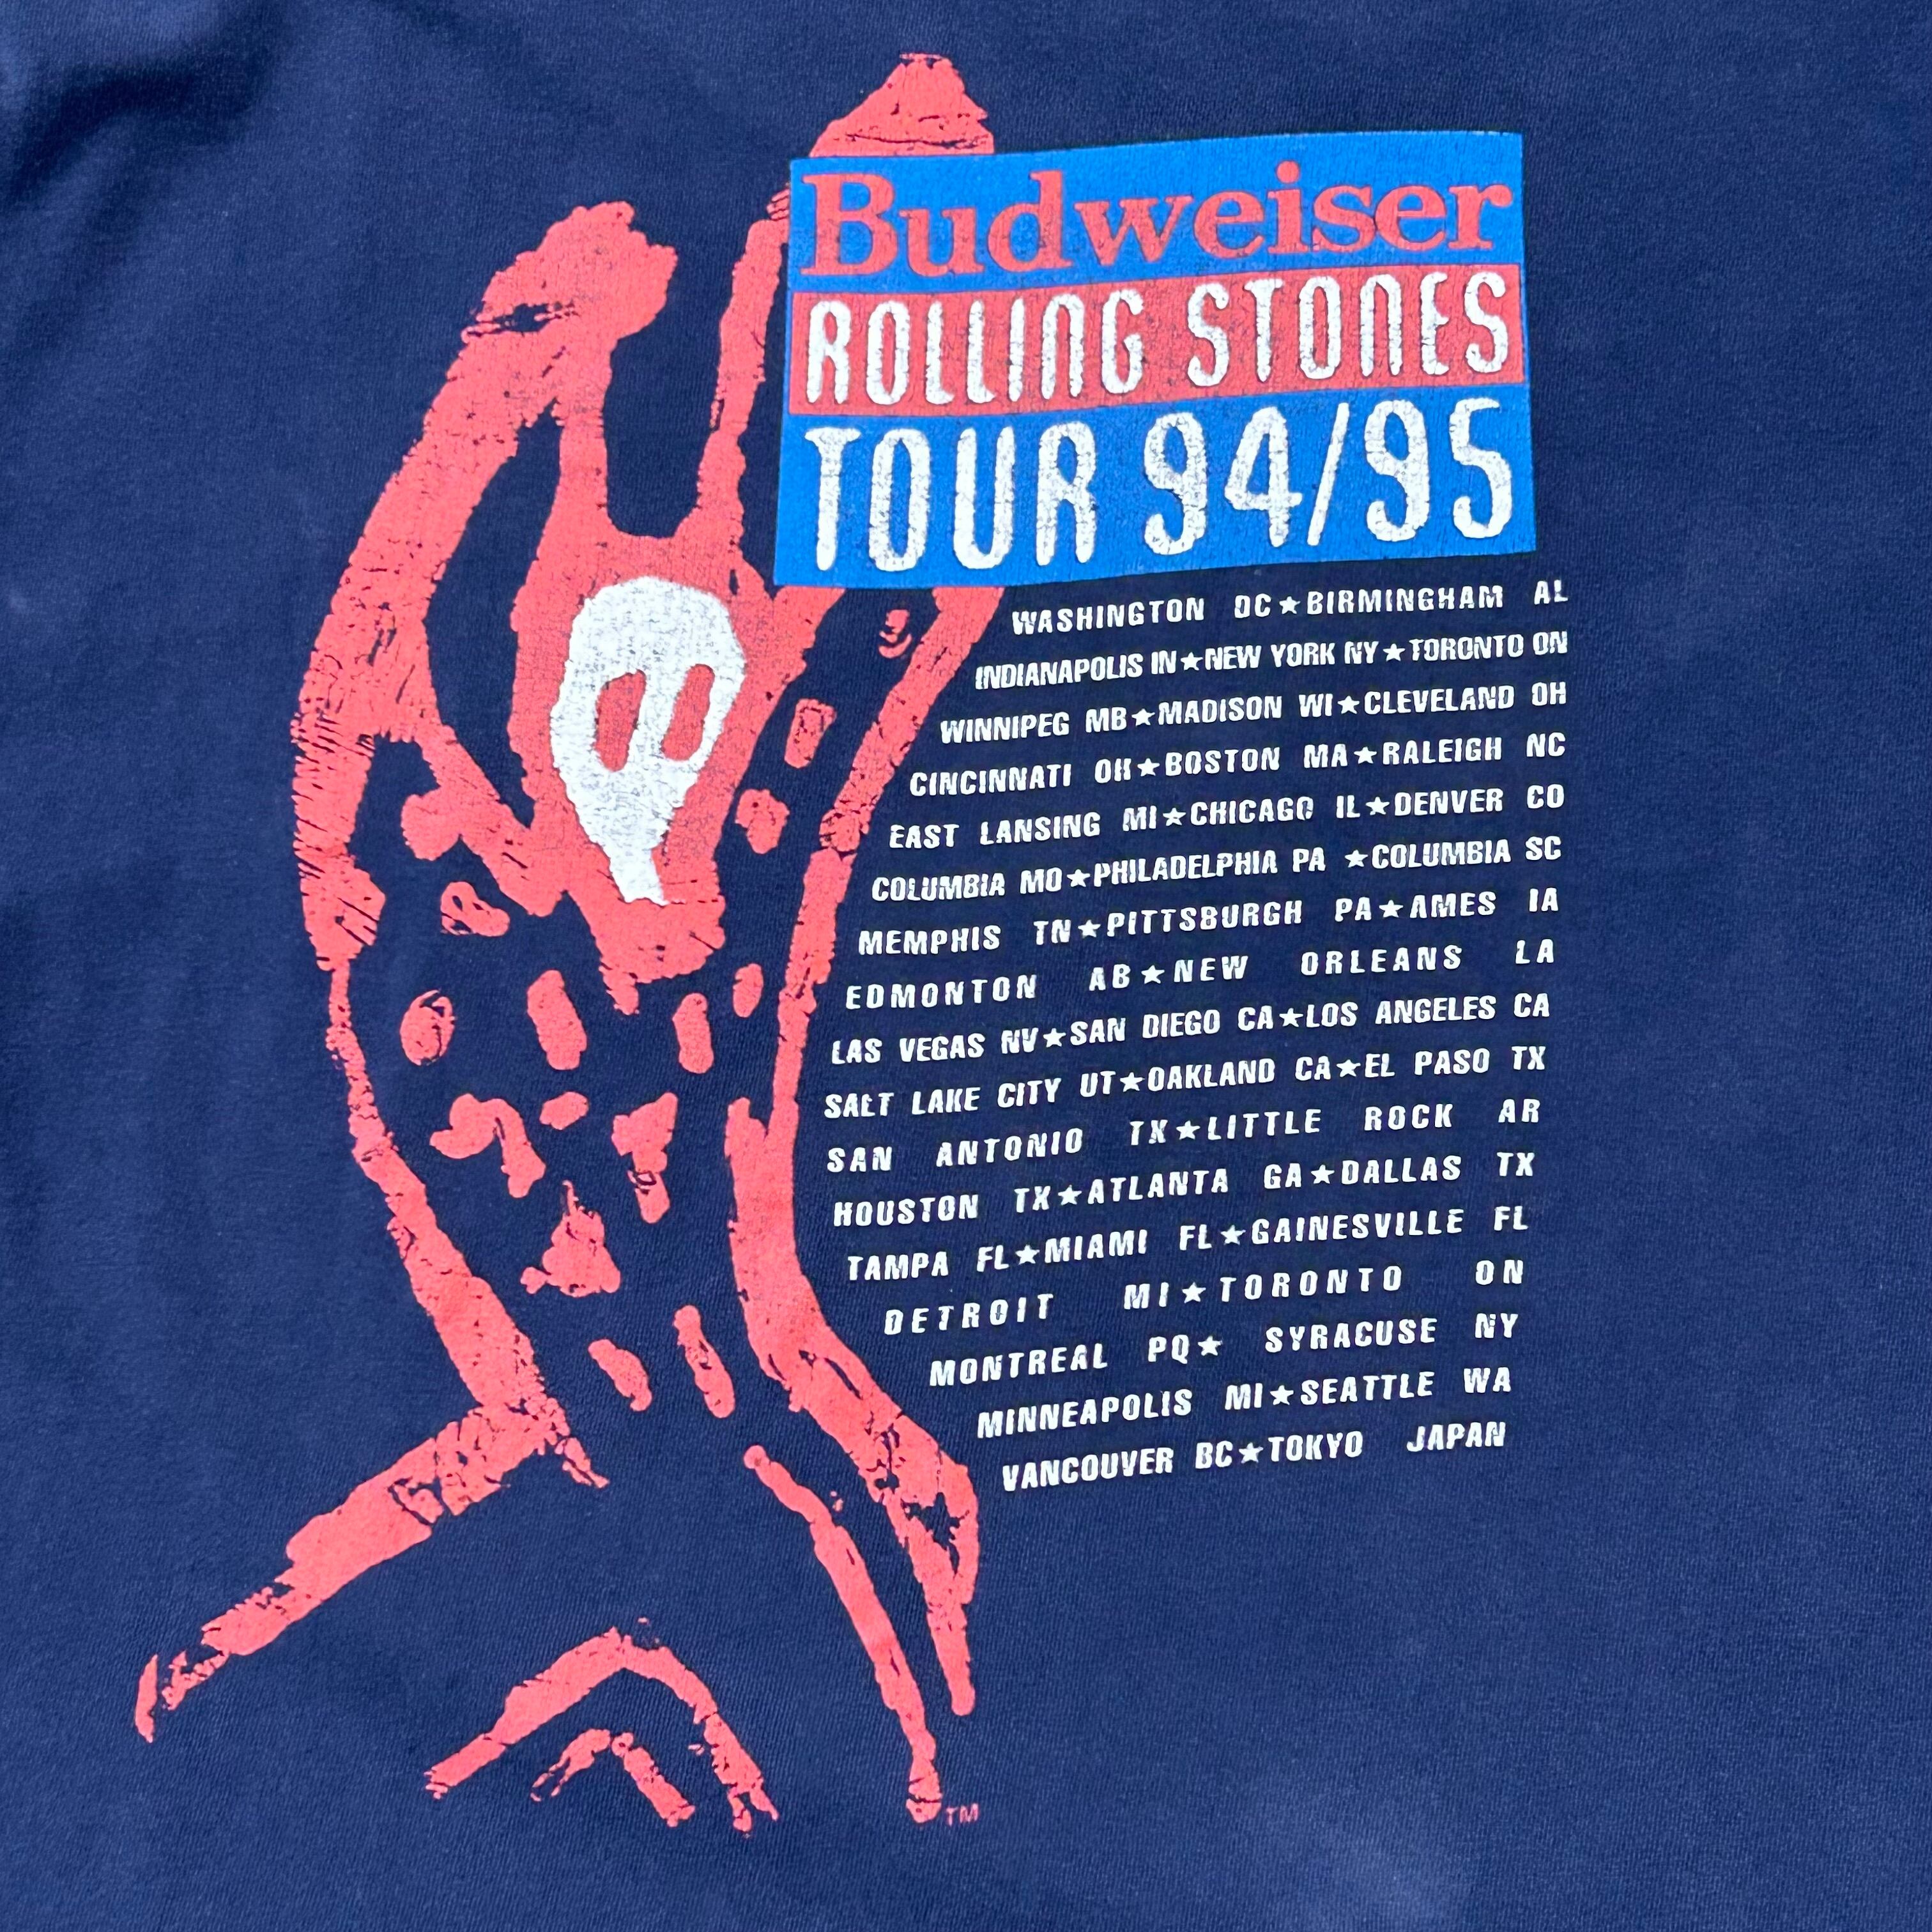 Budweiser
ROLLING STONES
TOUR 94/95
WASHINGTON DC★BIRMINGHAM AL
INDIANAPOLIS IN★NEW YORK NY★TORONTO ON
WINNIPEG MB★MADISON WI★CLEVELAND OH
CINCINNATI OH★BOSTON MA★RALEIGH NC
EAST LANSING MI★CHICAGO IL★DENVER CO
COLUMBIA MO★PHILADELPHIA PA ★COLUMBIA SC
MEMPHIS TN★PITTSBURGH PA★AMES IA
EDMONTON AB★NEW ORLEANS LA
LAS VEGAS NV★SAN DIEGO CA★LOS ANGELES CA
SALT LAKE CITY UT★OAKLAND CA★EL PASO TX
SAN ANTONIO TX★LITTLE ROCK AR
HOUSTON TX★ATLANTA GA★DALLAS TX
TAMPA FL★MIAMI FL★GAINESVILLE FL
DETROIT MI★TORONTO ON
MONTREAL PQ★ SYRACUSE NY
MINNEAPOLIS MI★SEATTLE WA
VANCOUVER BC★TOKYO JAPAN
TM